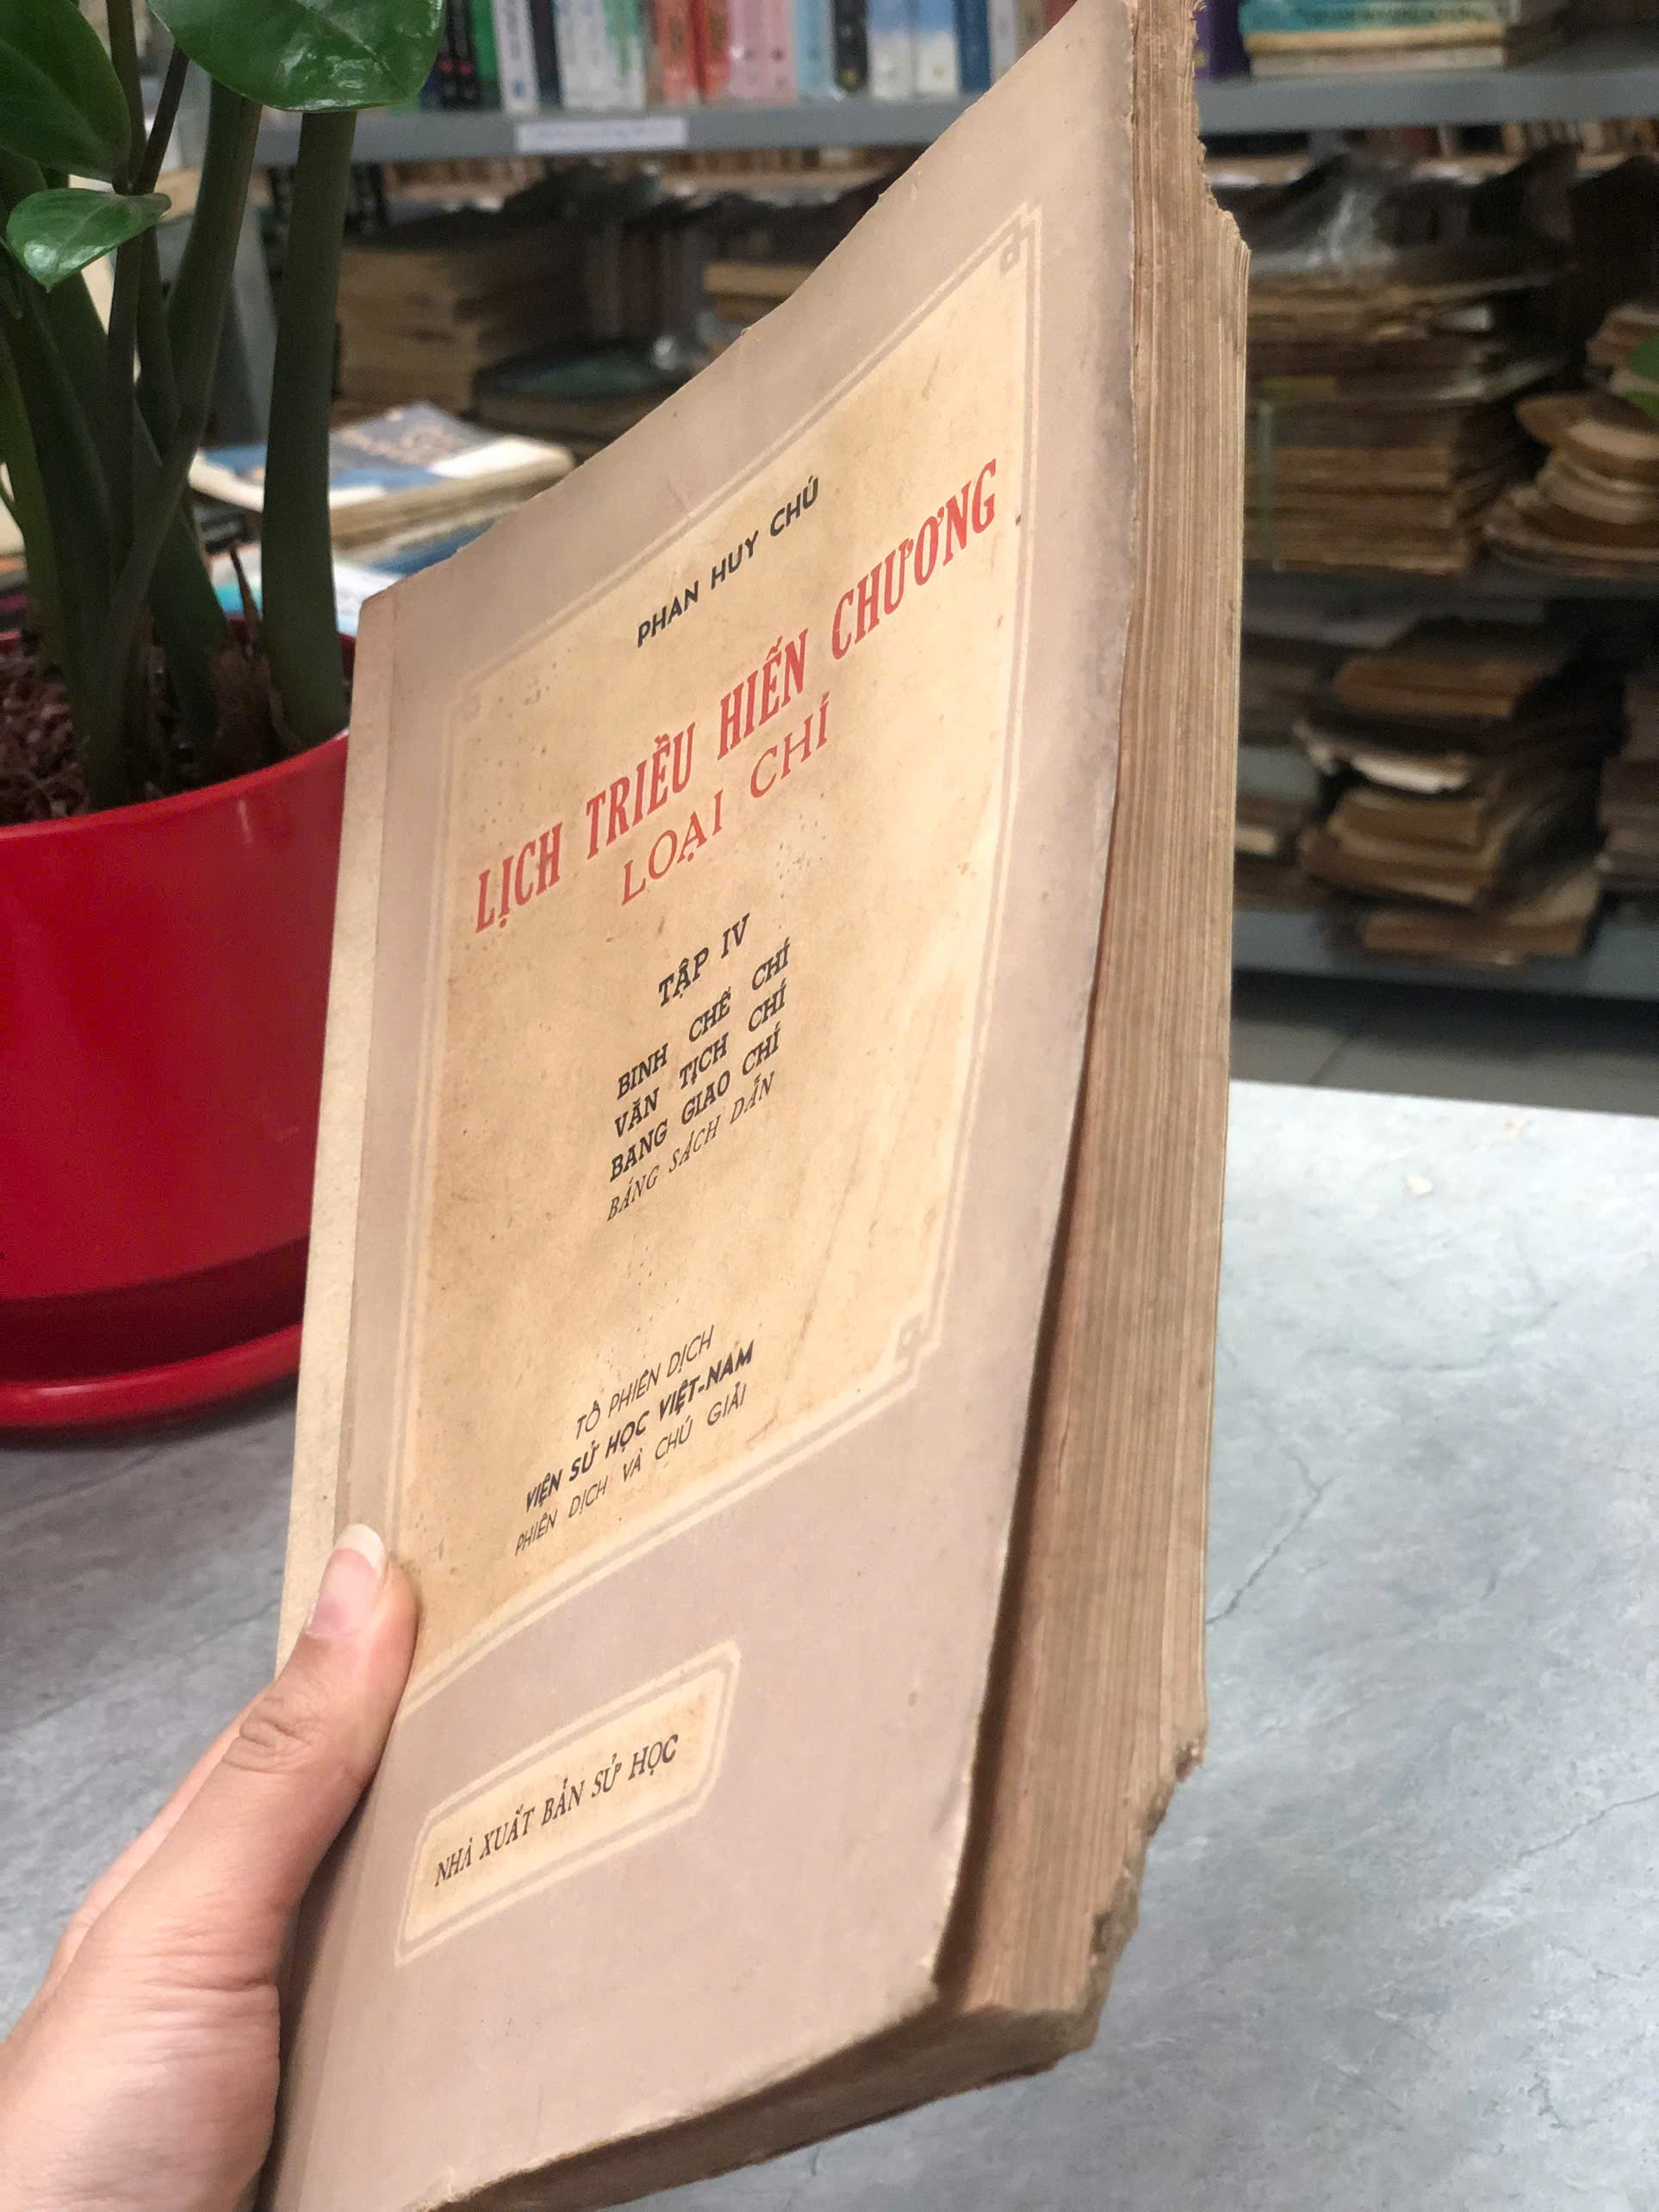 PHAN HUY CHÚ
LỊCH TRIỀU HIẾN CHƯƠNG
LOẠI CHÍ
TẬP IV
BINH CHẾ CHÍ
VĂN TỊCH CHÍ
BANG GIAO CHÍ
BẢNG SÁCH DẪN
TỔ PHIÊN DỊCH
VIỆN SỬ HỌC VIỆT-NAM
PHIÊN DỊCH VÀ CHÚ GIẢI
NHÀ XUẤT BẢN SỬ HỌC